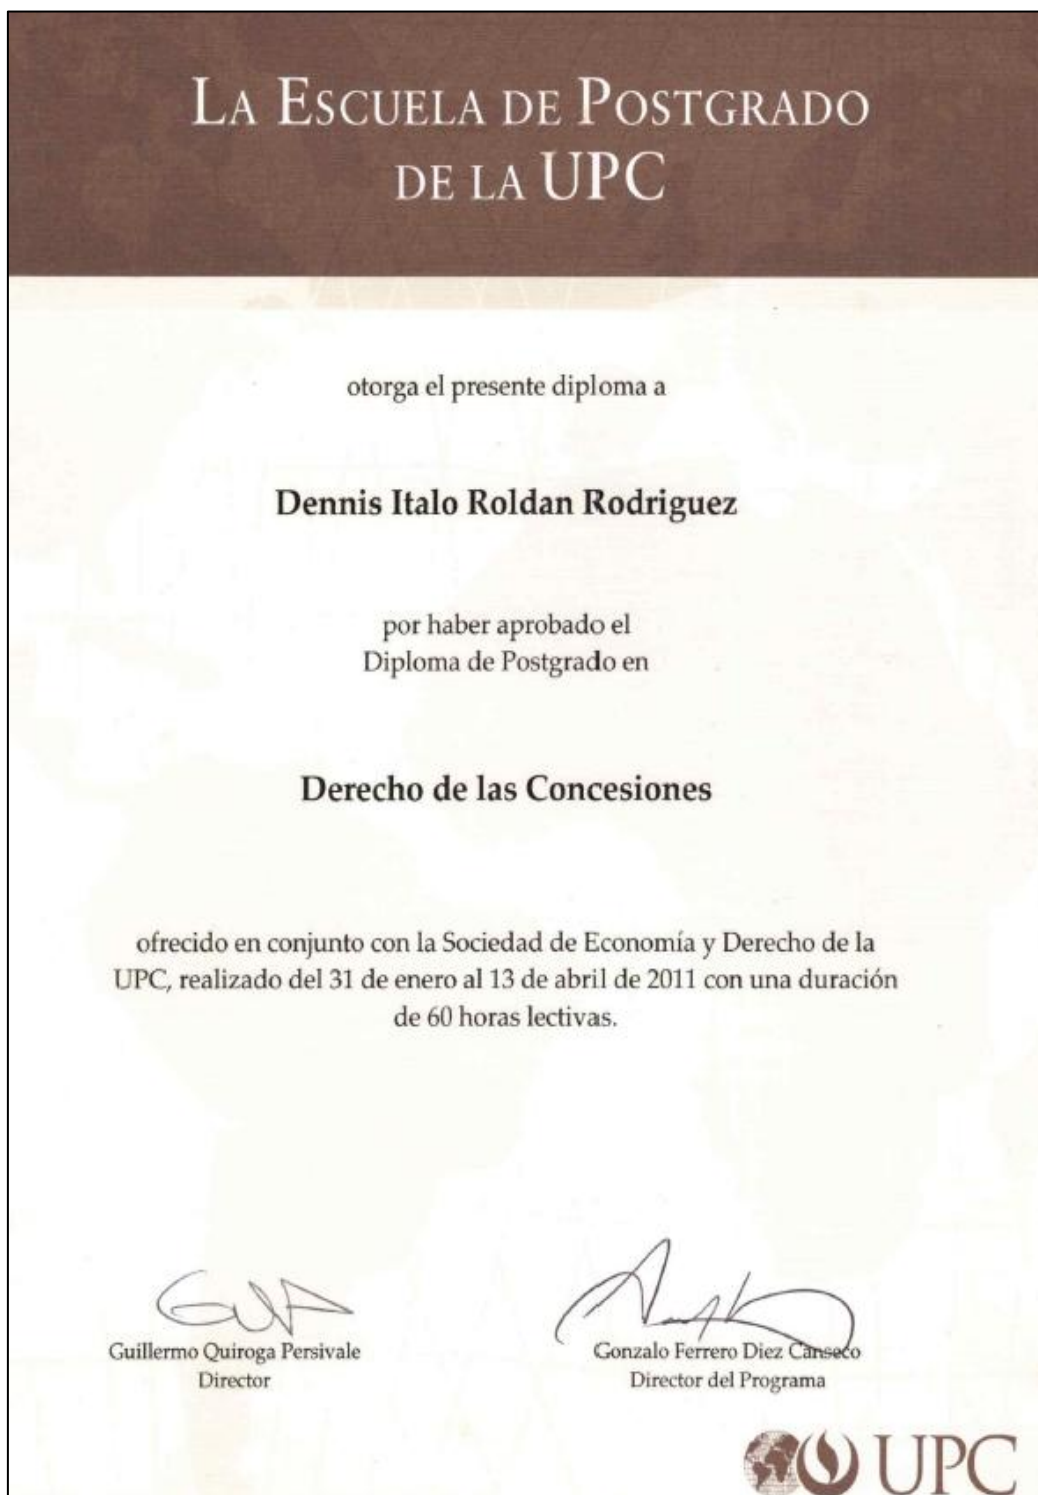 LA ESCUELA DE POSTGRADO
DE LA UPC
otorga el presente diploma a
Dennis Italo Roldan Rodriguez
por haber aprobado el
Diploma de Postgrado en
Derecho de las Concesiones
ofrecido en conjunto con la Sociedad de Economía y Derecho de la
UPC, realizado del 31 de enero al 13 de abril de 2011 con una duración
de 60 horas lectivas.
Guillermo Quiroga Persivale
Director
Gonzalo Ferrero Diez Canseco
Director del Programa
UPC